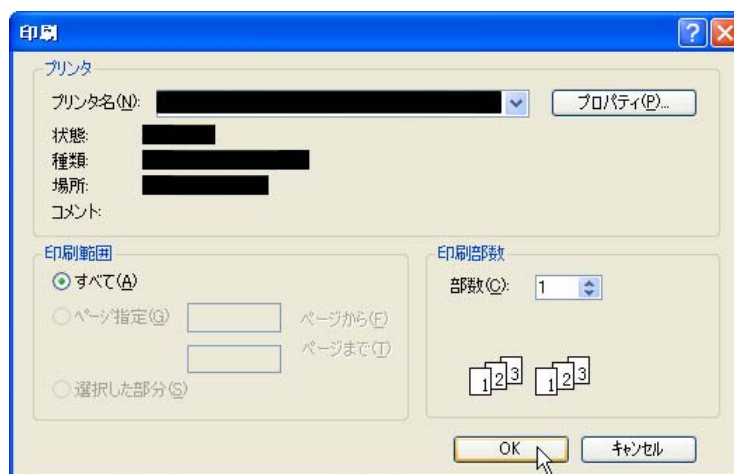 印刷
プリンタ
プリンタ名(N):
プロパティ(P)...
状態:
種類:
場所:
コメント:
印刷範囲
すべて(A)
ページ指定(G)
ページから(F)
ページまで(T)
選択した部分(S)
印刷部数
部数(C): 1
1 2 3 1 2 3
OK
キャンセル